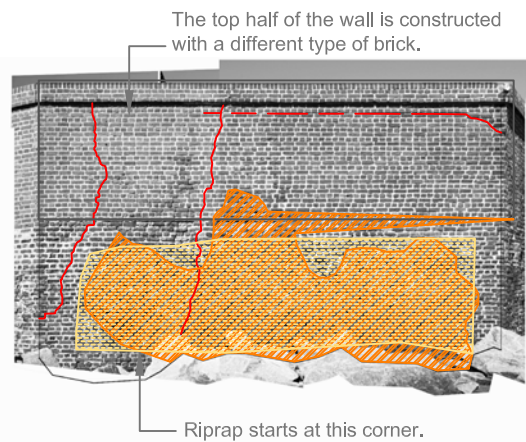 The top half of the wall is constructed
with a different type of brick.
Riprap starts at this corner.